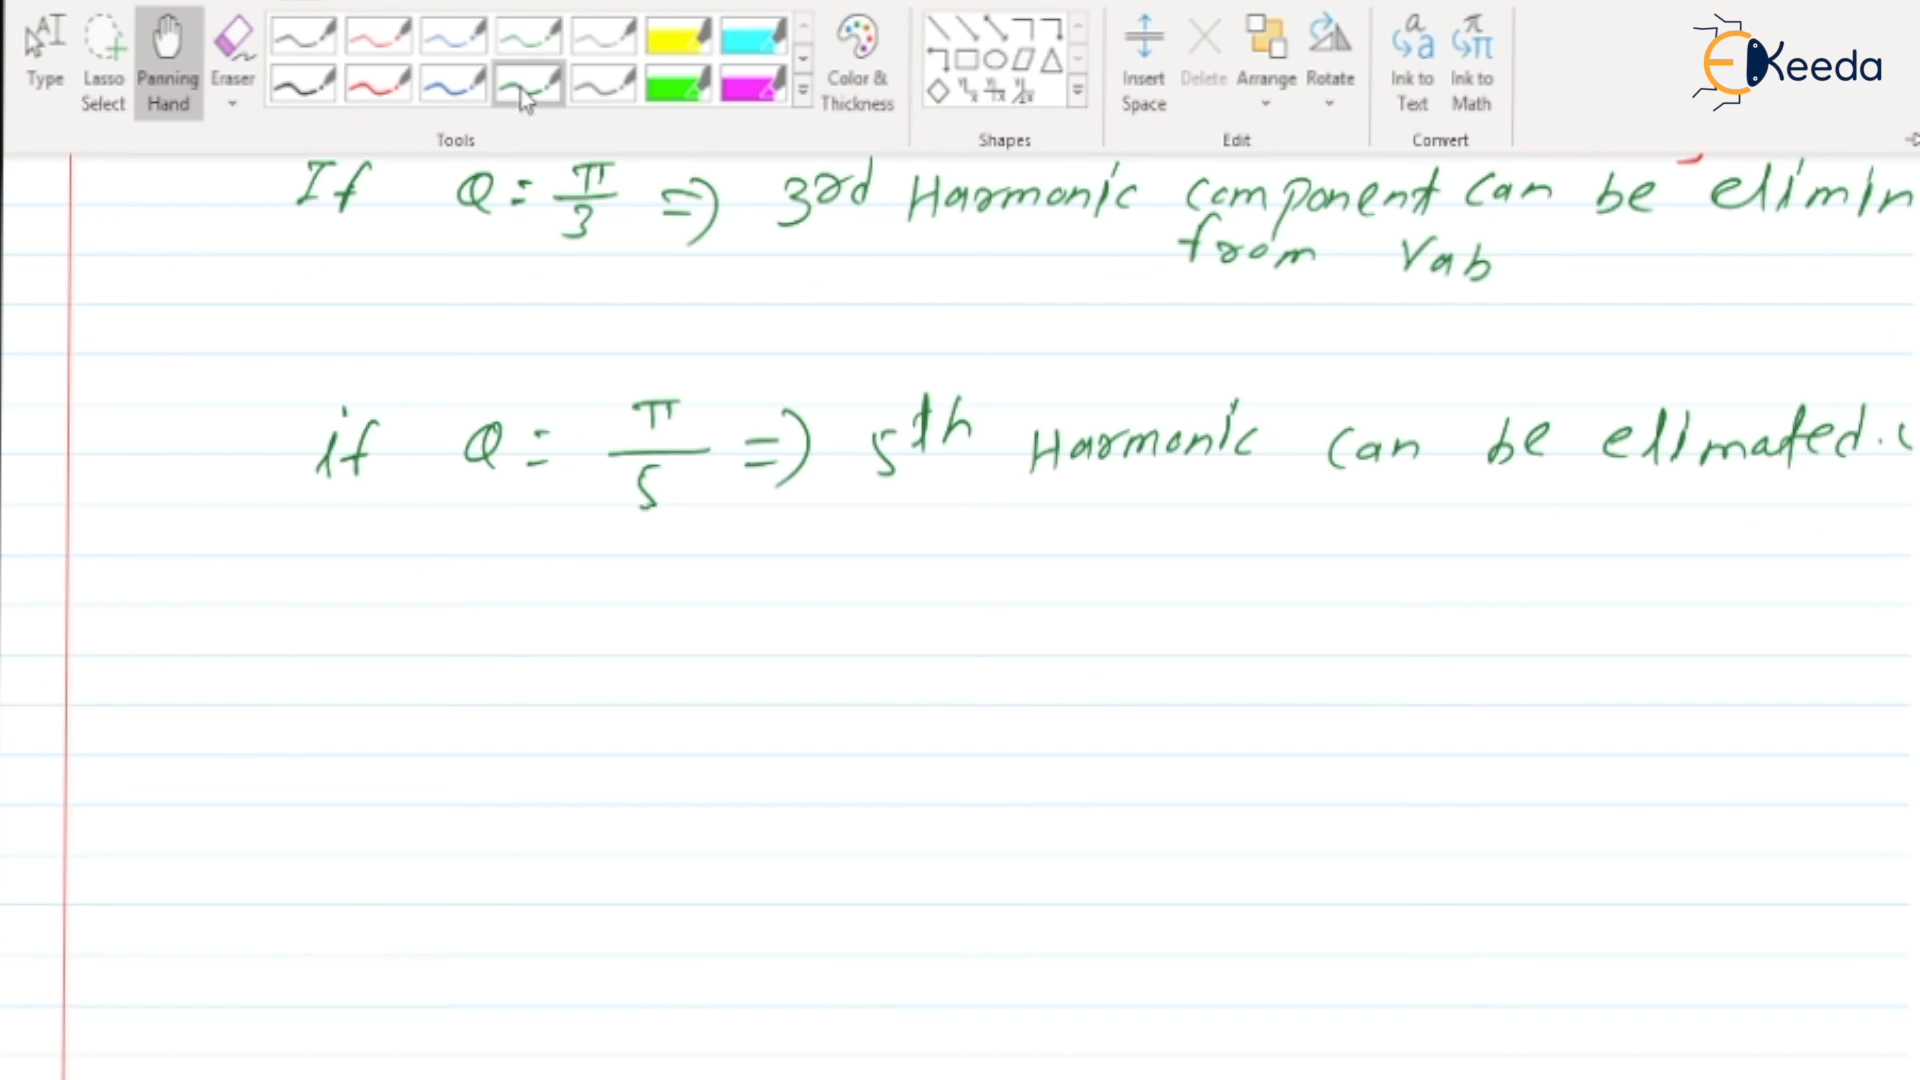 Type
Lasso Select
Panning Hand
Eraser
Color & Thickness
Insert Space
Delete
Arrange
Rotate
Ink to Text
Ink to Math
Tools
Shapes
Edit
Convert
EKeeda
If Q = π/3 => 3rd Harmonic component can be elimin
from Vab
if Q = π/5 => 5th Harmonic can be elimated.